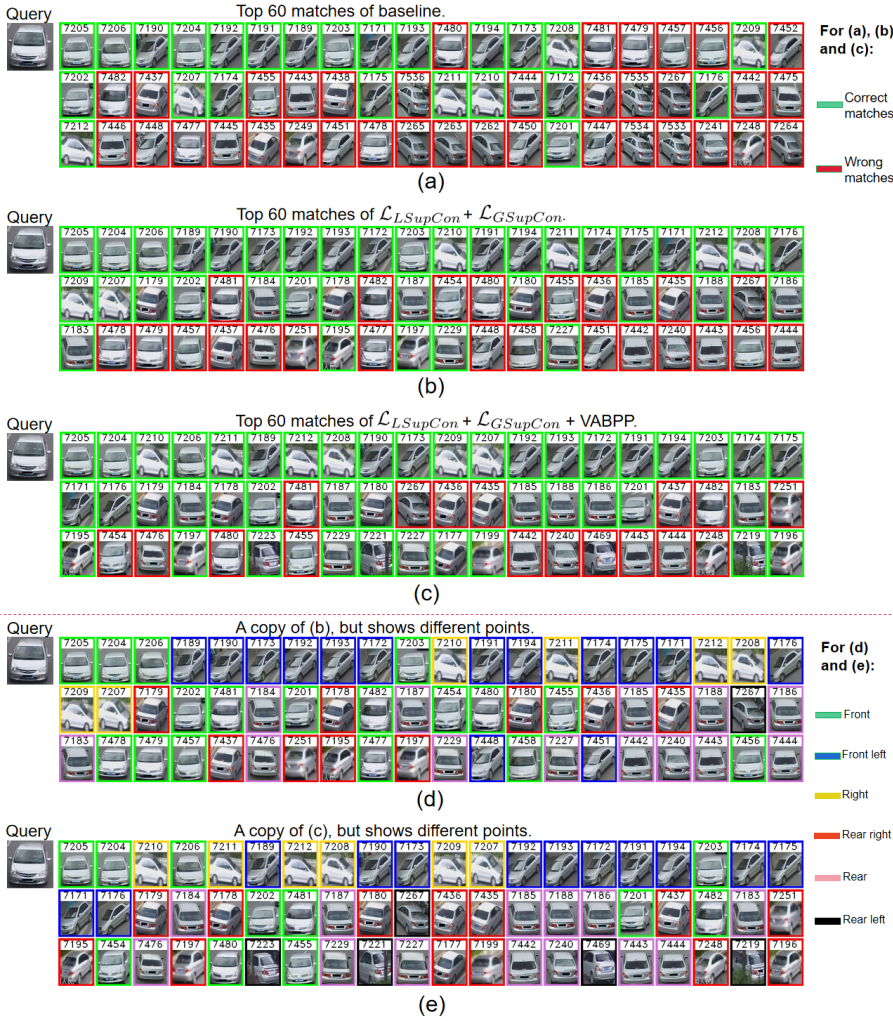 Top 60 matches of baseline.
Query
7205 7206 7190 7204 7192 7191 7189 7203 7171 7193 7480 7194 7173 7208 7481 7479 7457 7456 7209 7452
7202 7482 7437 7207 7174 7455 7443 7438 7175 7536 7211 7210 7444 7172 7436 7535 7267 7176 7442 7475
7212 7446 7448 7477 7445 7435 7249 7451 7478 7265 7263 7262 7450 7201 7447 7534 7533 7241 7248 7264
(a)
For (a), (b)
and (c):
Correct
matches
Wrong
matches
Top 60 matches of ℒ_LSupCon + ℒ_GSupCon.
Query
7205 7204 7206 7189 7190 7173 7192 7193 7172 7203 7210 7191 7194 7211 7174 7175 7171 7212 7208 7176
7209 7207 7179 7202 7481 7184 7201 7178 7482 7187 7454 7480 7180 7455 7436 7185 7435 7188 7267 7186
7183 7478 7479 7457 7437 7476 7251 7195 7477 7197 7229 7448 7458 7227 7451 7442 7240 7443 7456 7444
(b)
Top 60 matches of ℒ_LSupCon + ℒ_GSupCon + VABPP.
Query
7205 7204 7210 7206 7211 7189 7212 7208 7190 7173 7209 7207 7192 7193 7172 7191 7194 7203 7174 7175
7171 7176 7179 7184 7178 7202 7481 7187 7180 7267 7436 7435 7185 7188 7186 7201 7437 7482 7183 7251
7195 7454 7476 7197 7480 7223 7455 7229 7221 7227 7177 7199 7442 7240 7469 7443 7444 7248 7219 7196
(c)
A copy of (b), but shows different points.
Query
7205 7204 7206 7189 7190 7173 7192 7193 7172 7203 7210 7191 7194 7211 7174 7175 7171 7212 7208 7176
7209 7207 7179 7202 7481 7184 7201 7178 7482 7187 7454 7480 7180 7455 7436 7185 7435 7188 7267 7186
7183 7478 7479 7457 7437 7476 7251 7195 7477 7197 7229 7448 7458 7227 7451 7442 7240 7443 7456 7444
(d)
For (d)
and (e):
Front
Front left
Right
Rear right
Rear
Rear left
A copy of (c), but shows different points.
Query
7205 7204 7210 7206 7211 7189 7212 7208 7190 7173 7209 7207 7192 7193 7172 7191 7194 7203 7174 7175
7171 7176 7179 7184 7178 7202 7481 7187 7180 7267 7436 7435 7185 7188 7186 7201 7437 7482 7183 7251
7195 7454 7476 7197 7480 7223 7455 7229 7221 7227 7177 7199 7442 7240 7469 7443 7444 7248 7219 7196
(e)